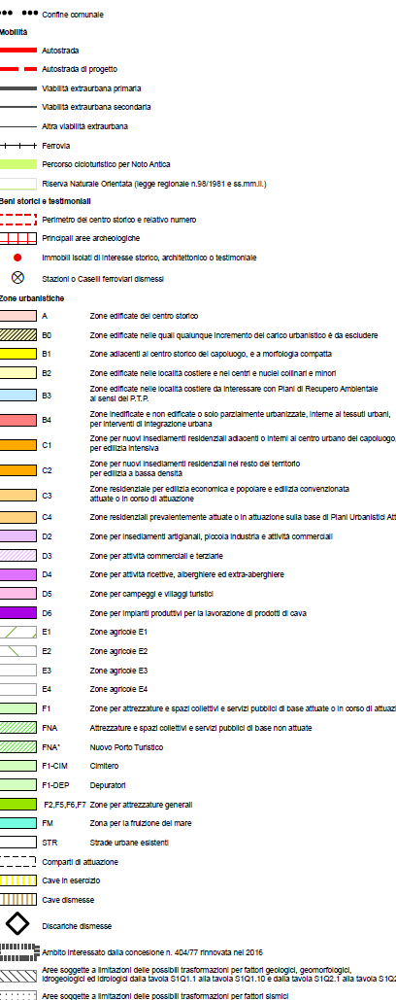 Confine comunale
Mobilità
Autostrada
Autostrada di progetto
Viabilità extraurbana primaria
Viabilità extraurbana secondaria
Altra viabilità extraurbana
Ferrovia
Percorso cicloturistico per Noto Antica
Riserva Naturale Orientata (legge regionale n.98/1981 e ss.mm.ii.)
Beni storici e testimoniali
Perimetro del centro storico e relativo numero
Principali aree archeologiche
Immobili isolati di interesse storico, architettonico o testimoniale
Stazioni o Caselli ferroviari dismessi
Zone urbanistiche
A Zone edificate del centro storico
B0 Zone edificate nelle quali qualunque incremento del carico urbanistico è da escludere
B1 Zone adiacenti al centro storico del capoluogo, e a morfologia compatta
B2 Zone edificate nelle località costiere e nei centri e nuclei collinari e minori
B3 Zone edificate nelle località costiere da interessare con Piani di Recupero Ambientale
ai sensi del P.T.P.
B4 Zone inedificate e non edificate o solo parzialmente urbanizzate, interne ai tessuti urbani,
per interventi di integrazione urbana
C1 Zone per nuovi insediamenti residenziali adiacenti o interni al centro urbano del capoluogo,
per edilizia intensiva
C2 Zone per nuovi insediamenti residenziali nel resto del territorio
per edilizia a bassa densità
C3 Zone residenziale per edilizia economica e popolare e edilizia convenzionata
attuate o in corso di attuazione
C4 Zone residenziali prevalentemente attuate o in attuazione sulla base di Piani Urbanistici Att
D2 Zone per insediamenti artigianali, piccola industria e attività commerciali
D3 Zone per attività commerciali e terziarie
D4 Zone per attività ricettive, alberghiere ed extra-aberghiere
D5 Zone per campeggi e villaggi turistici
D6 Zone per impianti produttivi per la lavorazione di prodotti di cava
E1 Zone agricole E1
E2 Zone agricole E2
E3 Zone agricole E3
E4 Zone agricole E4
F1 Zone per attrezzature e spazi collettivi e servizi pubblici di base attuate o in corso di attuazi
FNA Attrezzature e spazi collettivi e servizi pubblici di base non attuate
FNA* Nuovo Porto Turistico
F1-CIM Cimitero
F1-DEP Depuratori
F2,F5,F6,F7 Zone per attrezzature generali
FM Zona per la fruizione del mare
STR Strade urbane esistenti
Comparti di attuazione
Cave in esercizio
Cave dismesse
Discariche dismesse
Ambito interessato dalla concesione n. 404/77 rinnovata nel 2016
Aree soggette a limitazioni delle possibili trasformazioni per fattori geologici, geomorfologici,
idrogeologici ed idrologici dalla tavola S1Q1.1 alla tavola S1Q1.10 e dalla tavola S1Q2.1 alla tavola S1Q2
Aree soggette a limitazioni delle possibili trasformazioni per fattori sismici